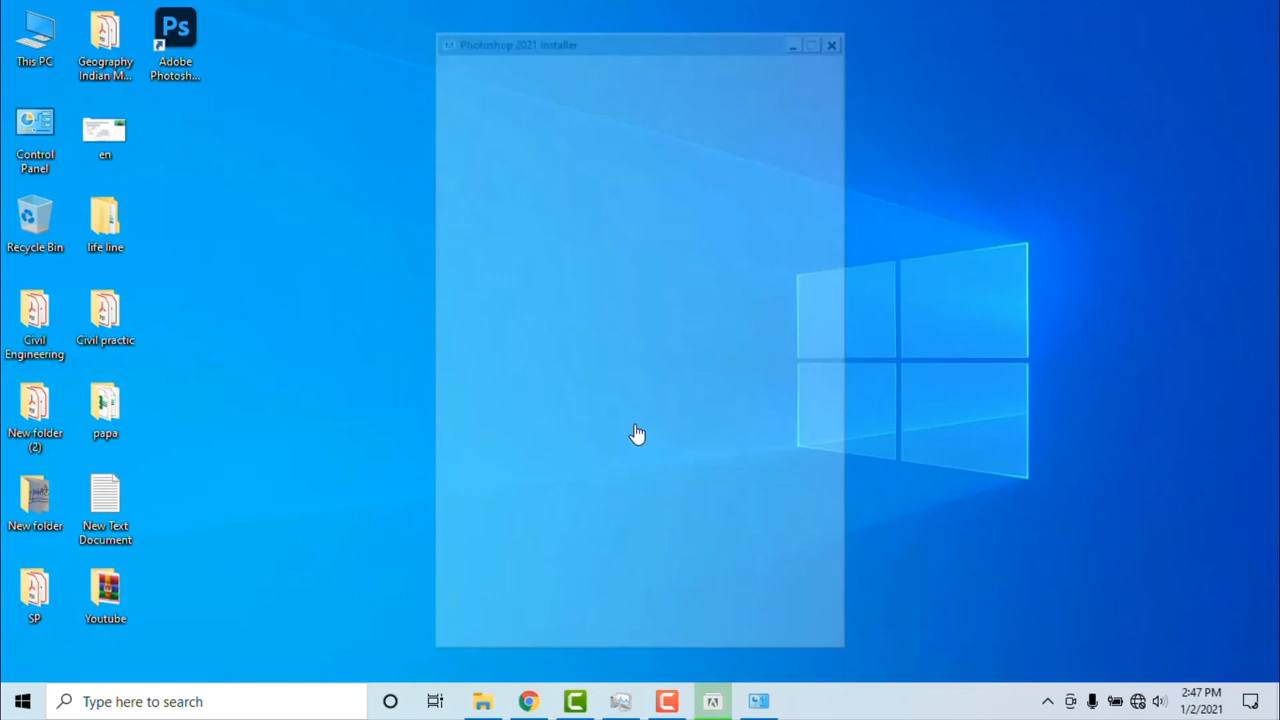 Photoshop 2021 Installer
This PC
Geography
Indian M...
Ps
Adobe
Photosh...
Control
Panel
en
Recycle Bin
life line
Civil
Engineering
Civil practic
New folder
(2)
papa
New folder
New Text
Document
SP
Youtube
Type here to search
2:47 PM
1/2/2021